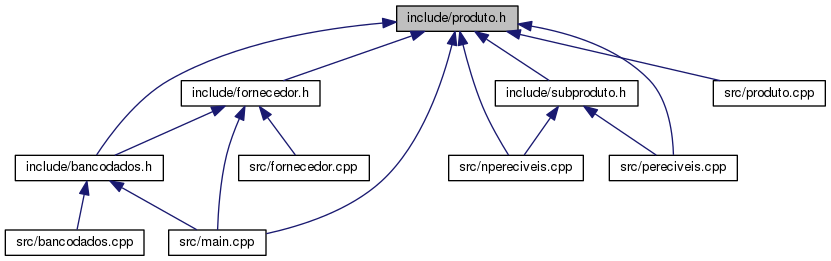 include/produto.h
include/fornecedor.h
include/subproduto.h
src/produto.cpp
include/bancodados.h
src/fornecedor.cpp
src/npereciveis.cpp
src/pereciveis.cpp
src/bancodados.cpp
src/main.cpp